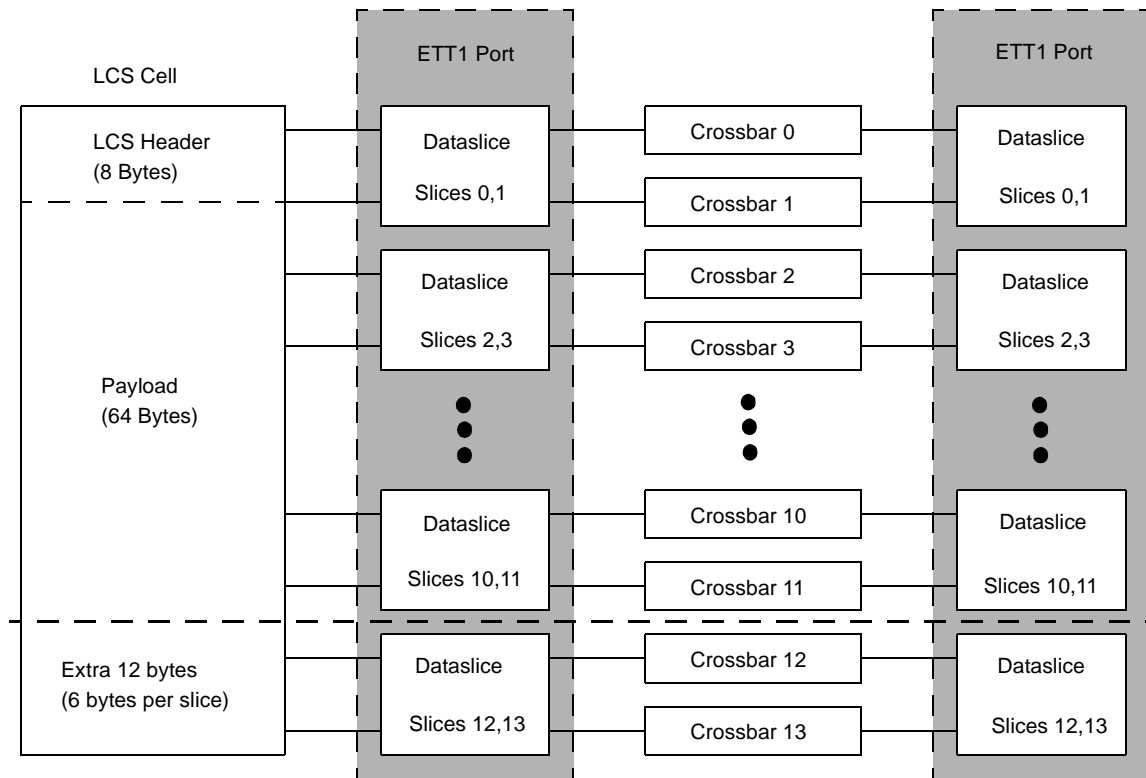 LCS Cell
LCS Header
(8 Bytes)
Payload
(64 Bytes)
Extra 12 bytes
(6 bytes per slice)
ETT1 Port
Dataslice
Slices 0,1
Dataslice
Slices 2,3
Dataslice
Slices 10,11
Dataslice
Slices 12,13
Crossbar 0
Crossbar 1
Crossbar 2
Crossbar 3
Crossbar 10
Crossbar 11
Crossbar 12
Crossbar 13
ETT1 Port
Dataslice
Slices 0,1
Dataslice
Slices 2,3
Dataslice
Slices 10,11
Dataslice
Slices 12,13